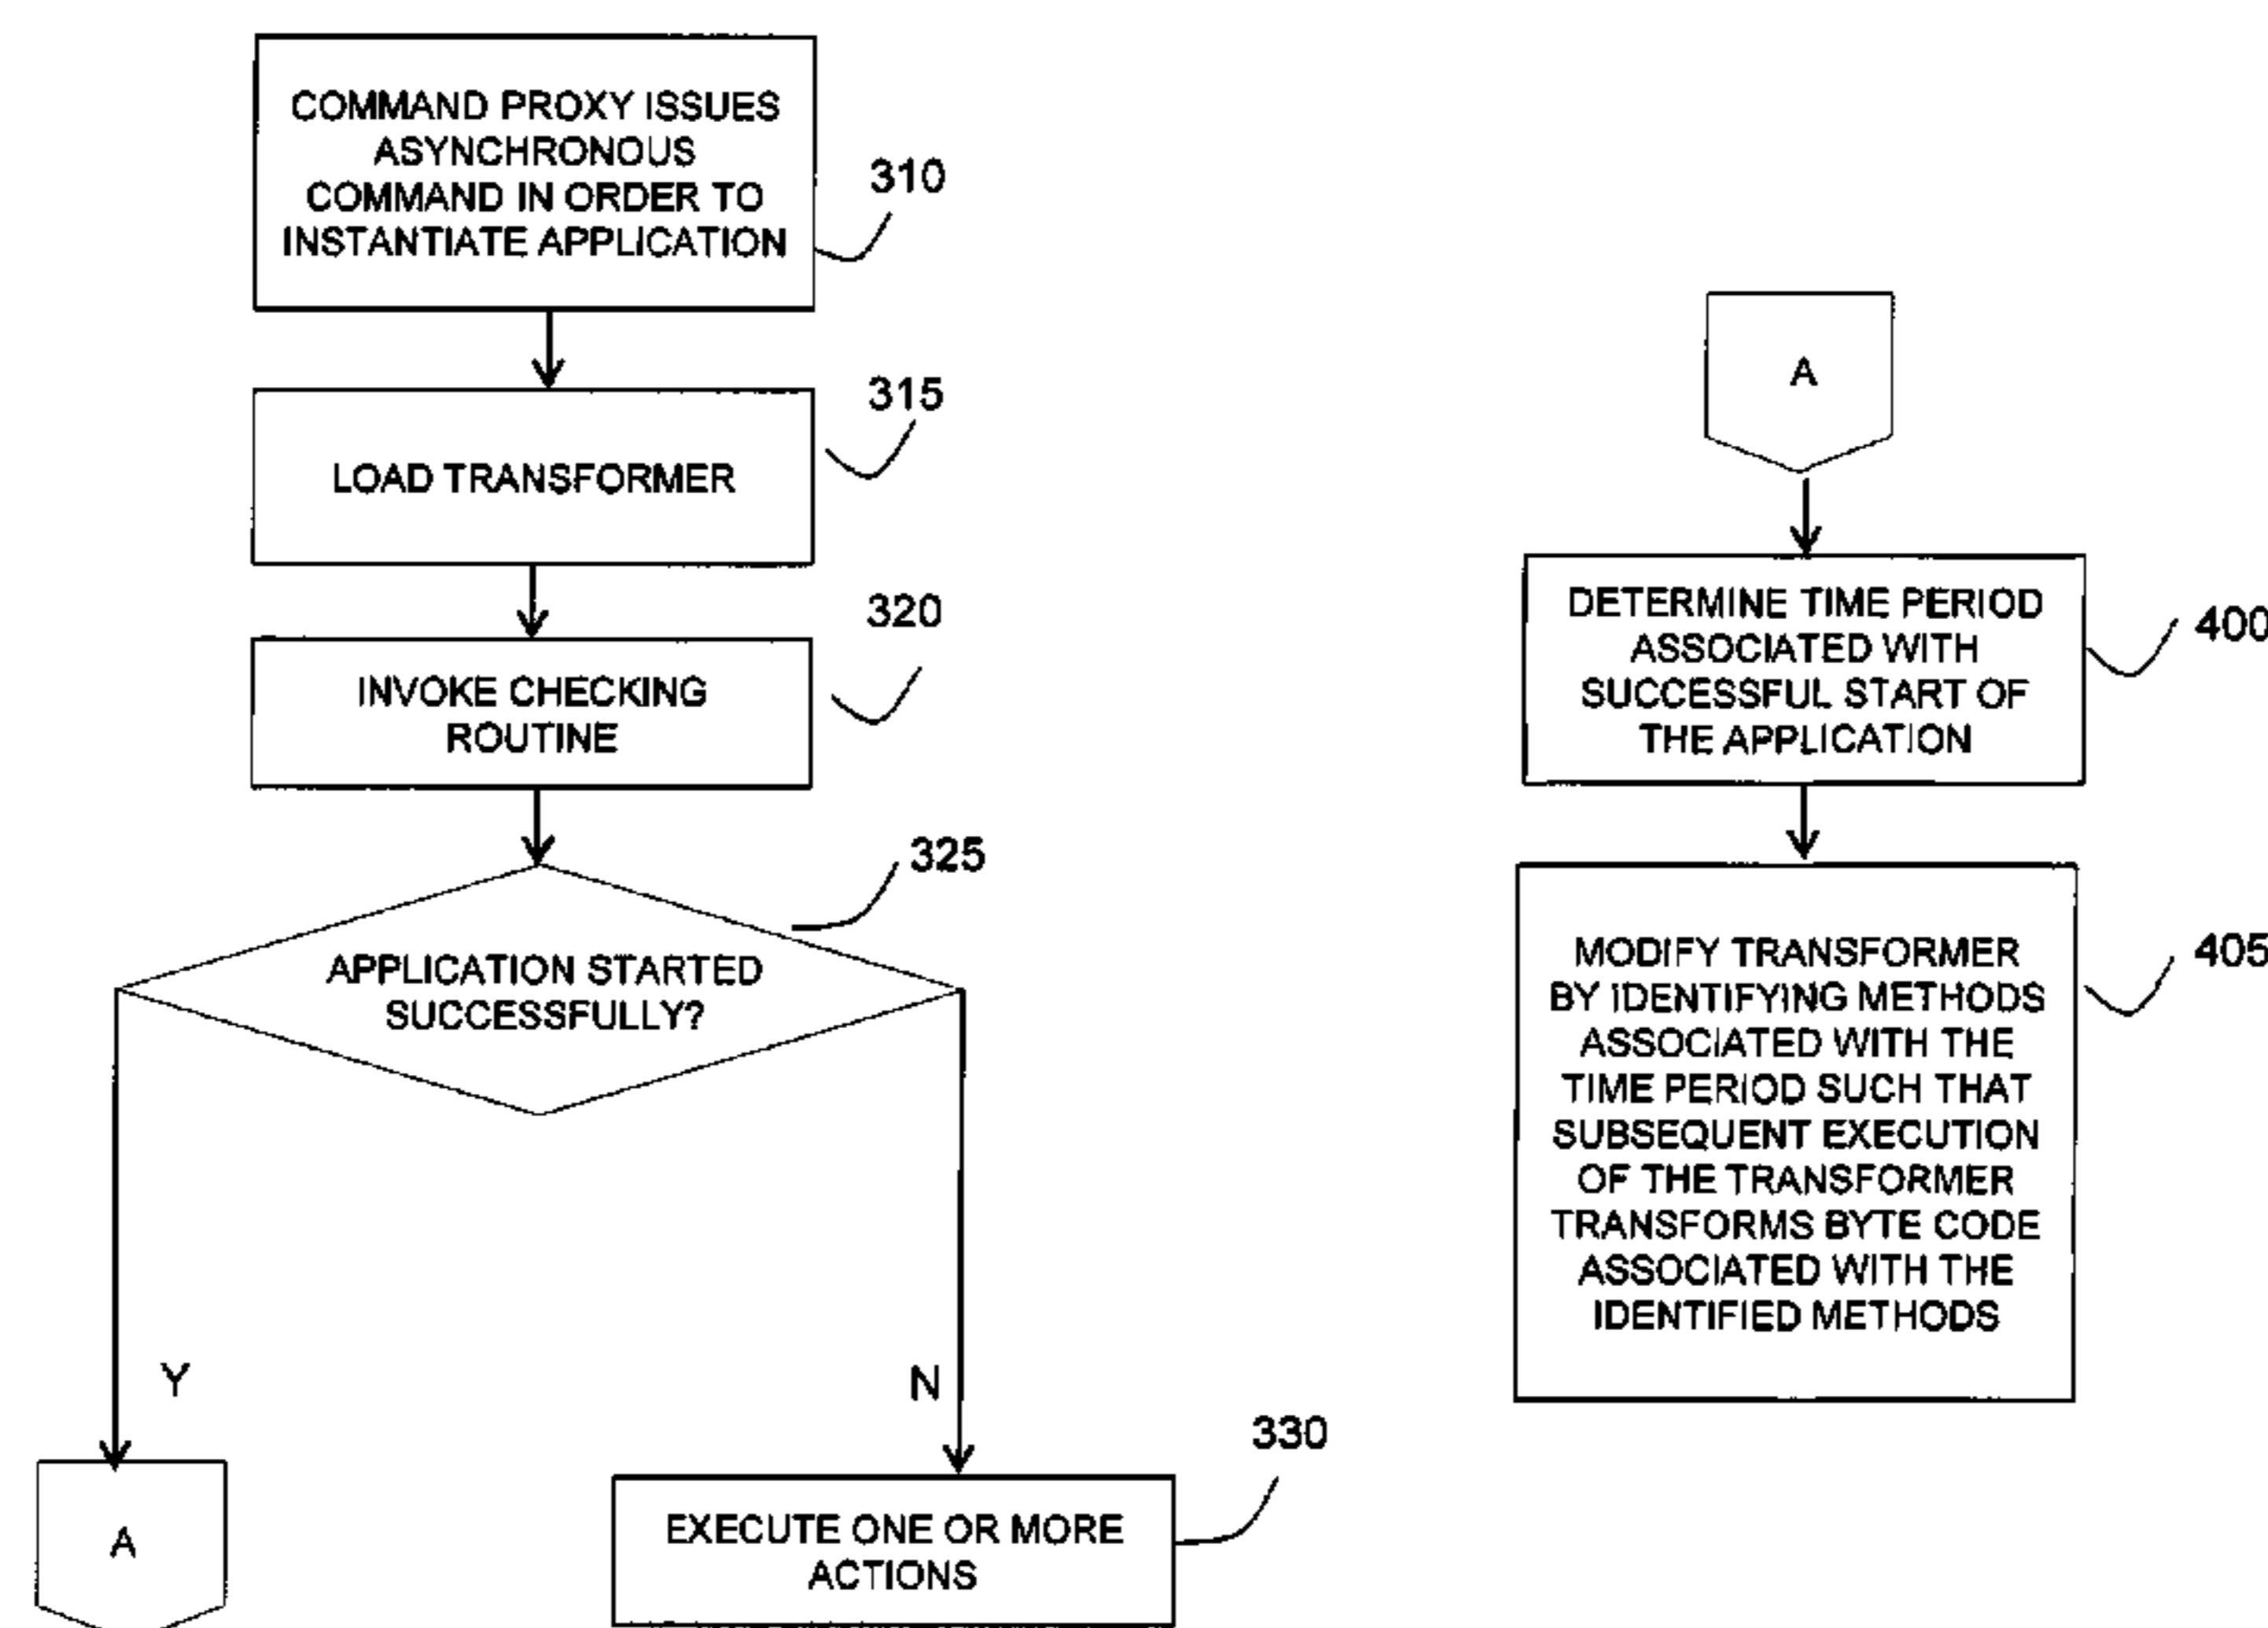 COMMAND PROXY ISSUES
ASYNCHRONOUS
COMMAND IN ORDER TO
INSTANTIATE APPLICATION
310
LOAD TRANSFORMER
315
INVOKE CHECKING
ROUTINE
320
APPLICATION STARTED
SUCCESSFULLY?
325
Y
N
A
EXECUTE ONE OR MORE
ACTIONS
330
A
DETERMINE TIME PERIOD
ASSOCIATED WITH
SUCCESSFUL START OF
THE APPLICATION
400
MODIFY TRANSFORMER
BY IDENTIFYING METHODS
ASSOCIATED WITH THE
TIME PERIOD SUCH THAT
SUBSEQUENT EXECUTION
OF THE TRANSFORMER
TRANSFORMS BYTE CODE
ASSOCIATED WITH THE
IDENTIFIED METHODS
405